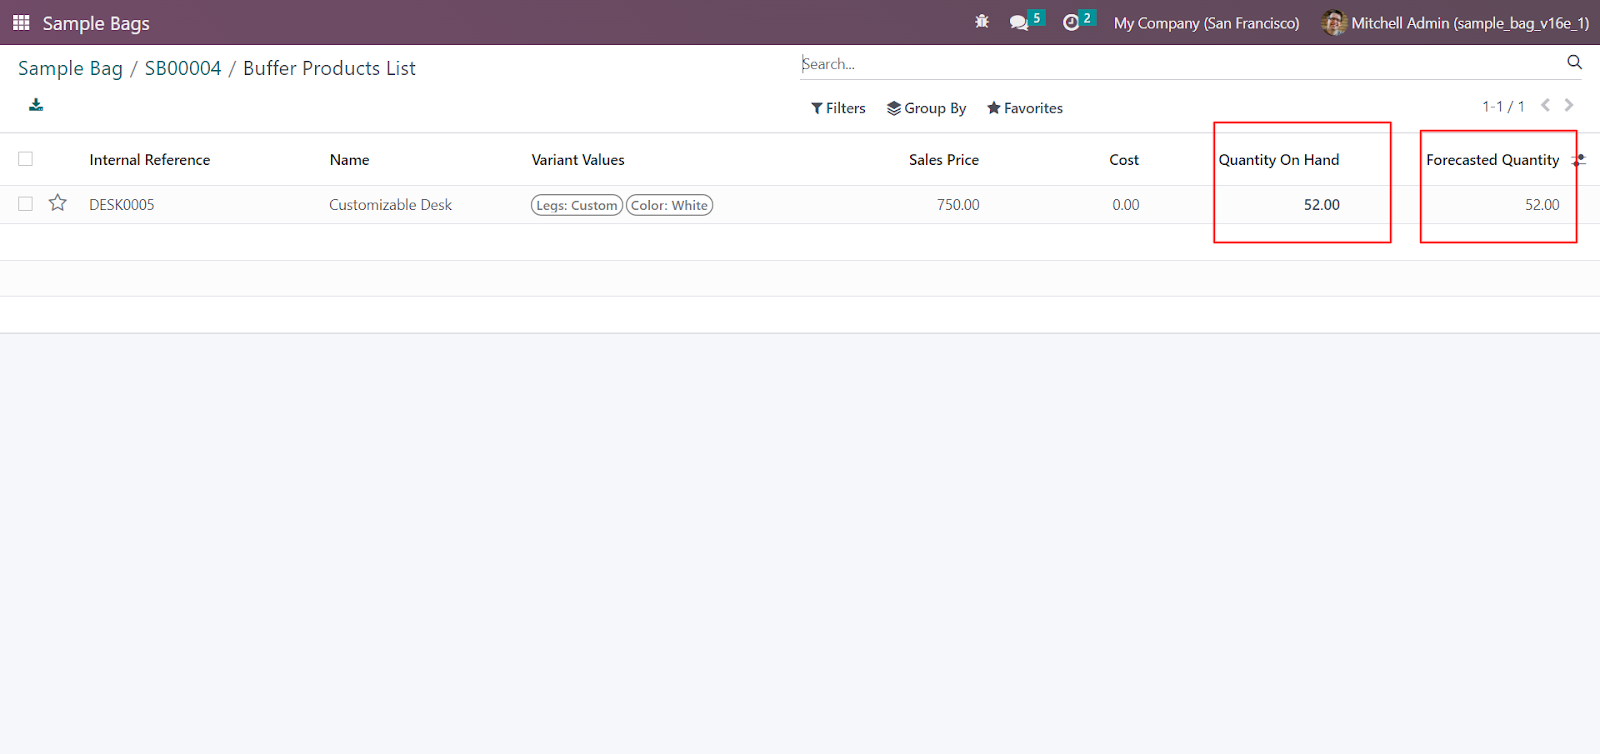 Sample Bags 5 2 My Company (San Francisco) Mitchell Admin (sample_bag_v16e_1)
Sample Bag / SB00004 / Buffer Products List Search...
Filters Group By Favorites 1-1 / 1
Internal Reference Name Variant Values Sales Price Cost Quantity On Hand Forecasted Quantity
DESK0005 Customizable Desk Legs: Custom Color: White 750.00 0.00 52.00 52.00